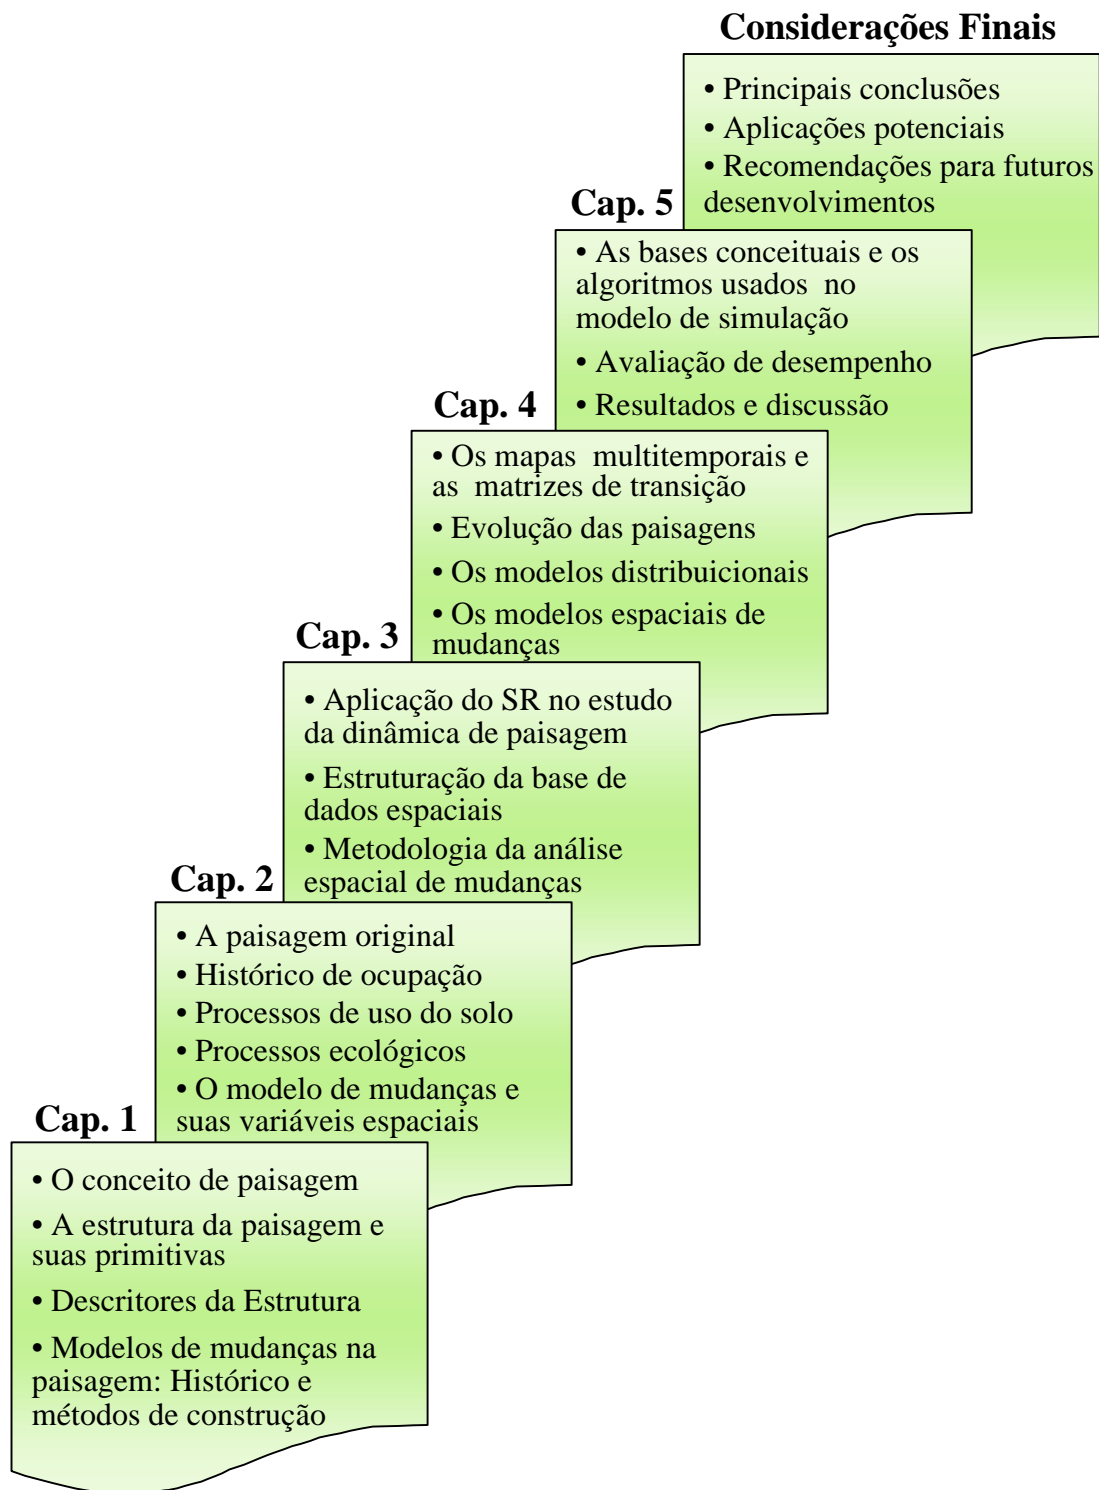 Considerações Finais
• Principais conclusões
• Aplicações potenciais
• Recomendações para futuros
desenvolvimentos
Cap. 5
• As bases conceituais e os
algoritmos usados no
modelo de simulação
• Avaliação de desempenho
• Resultados e discussão
Cap. 4
• Os mapas multitemporais e
as matrizes de transição
• Evolução das paisagens
• Os modelos distribuicionais
• Os modelos espaciais de
mudanças
Cap. 3
• Aplicação do SR no estudo
da dinâmica de paisagem
• Estruturação da base de
dados espaciais
• Metodologia da análise
espacial de mudanças
Cap. 2
• A paisagem original
• Histórico de ocupação
• Processos de uso do solo
• Processos ecológicos
• O modelo de mudanças e
suas variáveis espaciais
Cap. 1
• O conceito de paisagem
• A estrutura da paisagem e
suas primitivas
• Descritores da Estrutura
• Modelos de mudanças na
paisagem: Histórico e
métodos de construção